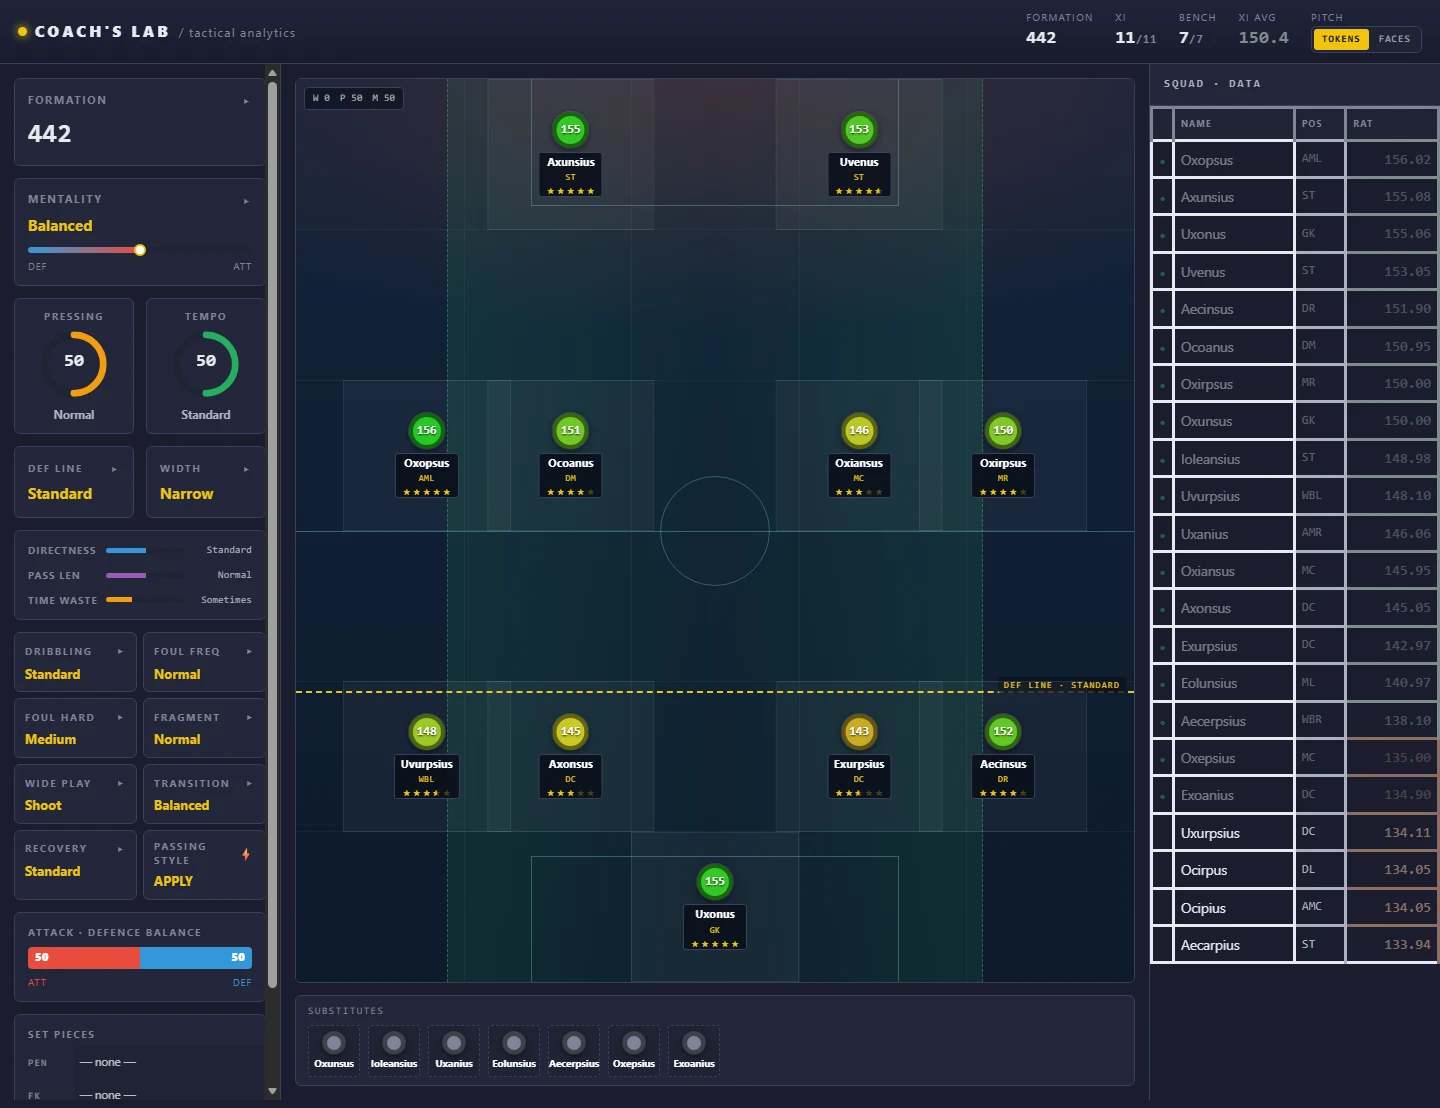 COACH'S LAB / tactical analytics
FORMATION
442
XI
11/11
BENCH
7/7
XI AVG
150.4
PITCH
TOKENS FACES
FORMATION
442
MENTALITY
Balanced
DEF ATT
PRESSING
50
Normal
TEMPO
50
Standard
DEF LINE
Standard
WIDTH
Narrow
DIRECTNESS Standard
PASS LEN Normal
TIME WASTE Sometimes
DRIBBLING
Standard
FOUL FREQ
Normal
FOUL HARD
Medium
FRAGMENT
Normal
WIDE PLAY
Shoot
TRANSITION
Balanced
RECOVERY
Standard
PASSING
STYLE
APPLY
ATTACK • DEFENCE BALANCE
50 50
ATT DEF
SET PIECES
PEN — none —
FK — none —
W 0 P 50 M 50
155
Axunsius
ST
153
Uvenus
ST
156
Oxopsus
AML
151
Ocoanus
DM
146
Oxiansus
MC
150
Oxirpsus
MR
DEF LINE · STANDARD
148
Uvurpsius
WBL
145
Axonsus
DC
143
Exurpsius
DC
152
Aecinsus
DR
155
Uxonus
GK
SUBSTITUTES
Oxunsus
Ioleansius
Uxanius
Eolunsius
Aecerpsius
Oxepsius
Exoanius
SQUAD · DATA
NAME POS RAT
Oxopsus AML 156.02
Axunsius ST 155.08
Uxonus GK 155.06
Uvenus ST 153.05
Aecinsus DR 151.90
Ocoanus DM 150.95
Oxirpsus MR 150.00
Oxunsus GK 150.00
Ioleansius ST 148.98
Uvurpsius WBL 148.10
Uxanius AMR 146.06
Oxiansus MC 145.95
Axonsus DC 145.05
Exurpsius DC 142.97
Eolunsius ML 140.97
Aecerpsius WBR 138.10
Oxepsius MC 135.00
Exoanius DC 134.90
Uxurpsius DC 134.11
Ocirpus DL 134.05
Ocipius AMC 134.05
Aecarpius ST 133.94